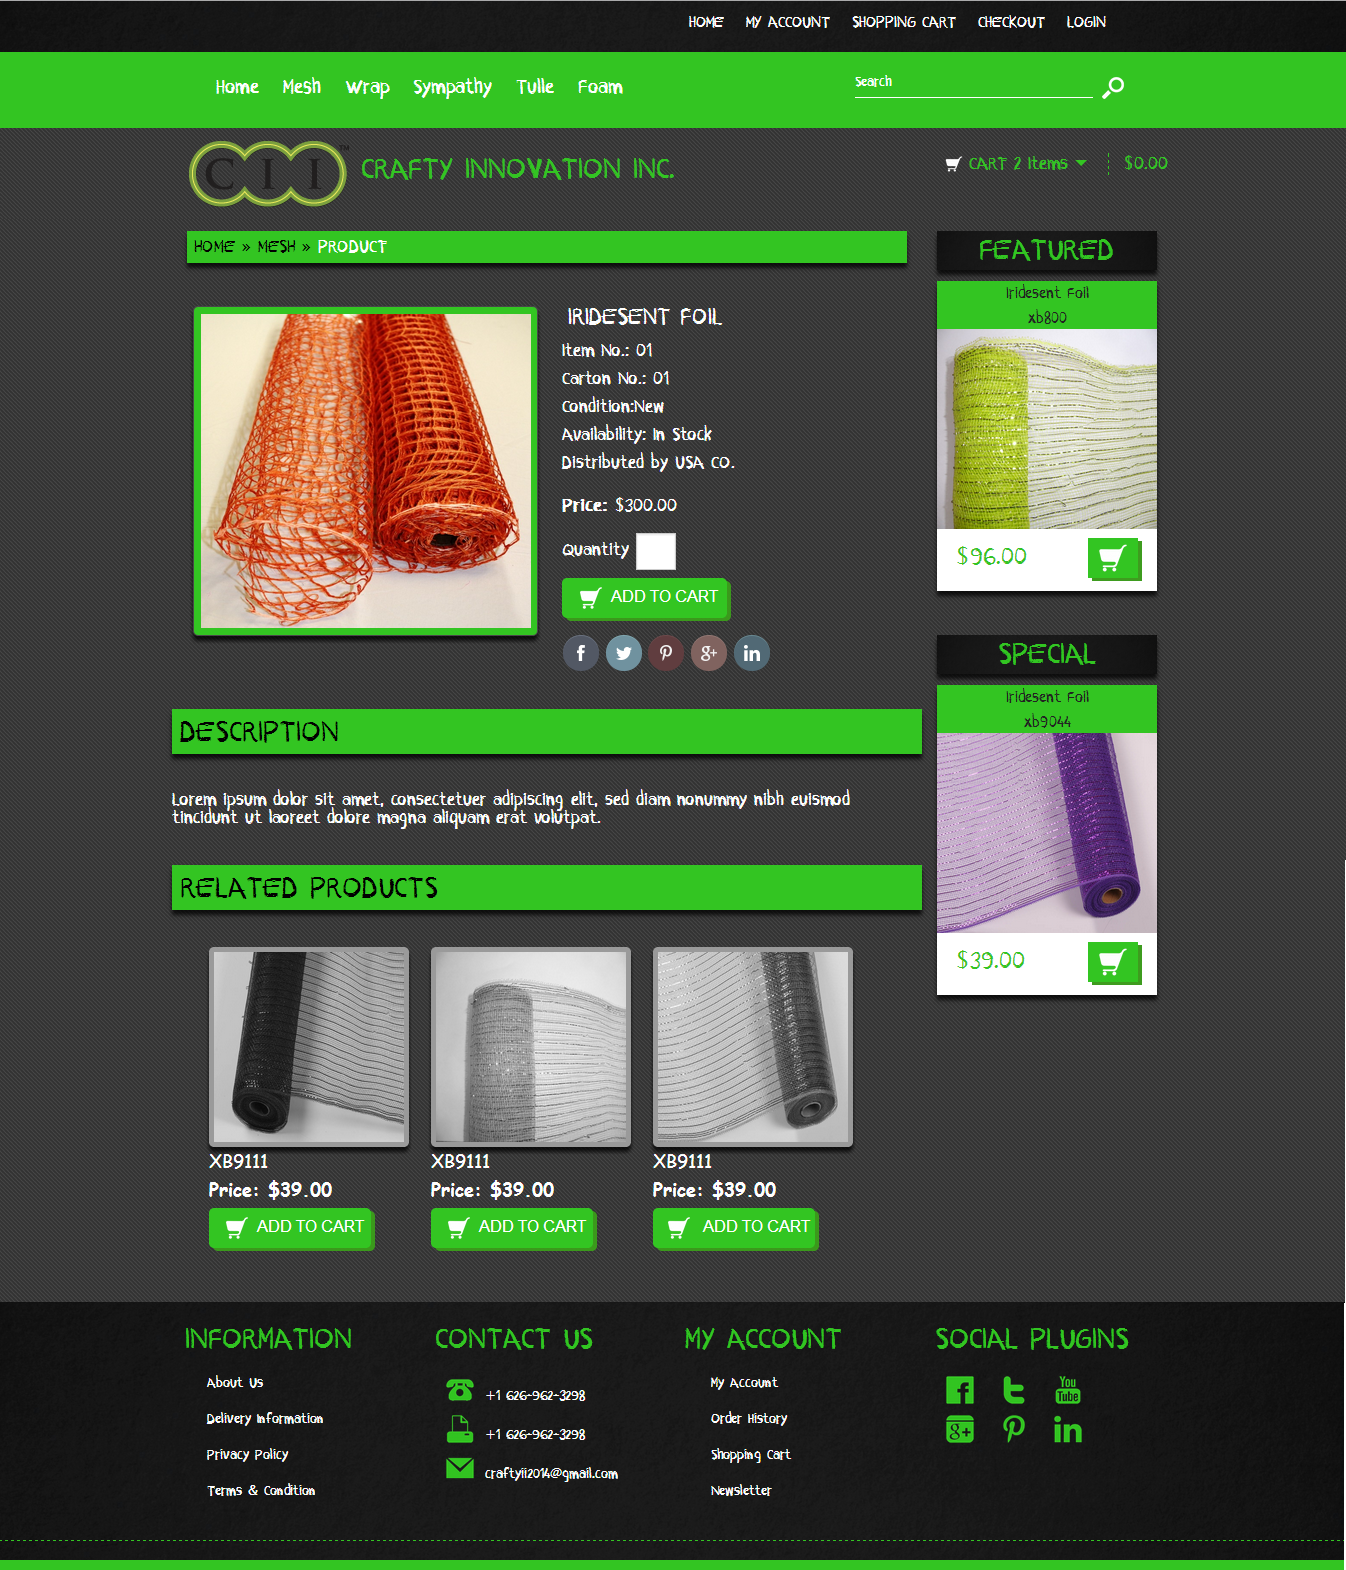 HOME MY ACCOUNT SHOPPING CART CHECKOUT LOGIN
Home Mesh Wrap Sympathy Tulle Foam
Search
CII™ CRAFTY INNOVATION INC.
CART 2 Items $0.00
HOME » MESH » PRODUCT
IRIDESENT FOIL
Item No.: 01
Carton No.: 01
Condition:New
Availability: In Stock
Distributed by USA CO.
Price: $300.00
Quantity
ADD TO CART
f g+ in
FEATURED
Iridesent Foil
xb800
$96.00
SPECIAL
Iridesent Foil
xb9044
$39.00
DESCRIPTION
Lorem ipsum dolor sit amet, consectetuer adipiscing elit, sed diam nonummy nibh euismod
tincidunt ut laoreet dolore magna aliquam erat volutpat.
RELATED PRODUCTS
XB9111 XB9111 XB9111
Price: $39.00 Price: $39.00 Price: $39.00
ADD TO CART ADD TO CART ADD TO CART
INFORMATION
About Us
Delivery Information
Privacy Policy
Terms & Condition
CONTACT US
+1 626-962-3298
+1 626-962-3298
craftyii2014@gmail.com
MY ACCOUNT
My Account
Order History
Shopping Cart
Newsletter
SOCIAL PLUGINS
You
Tube
g+ in